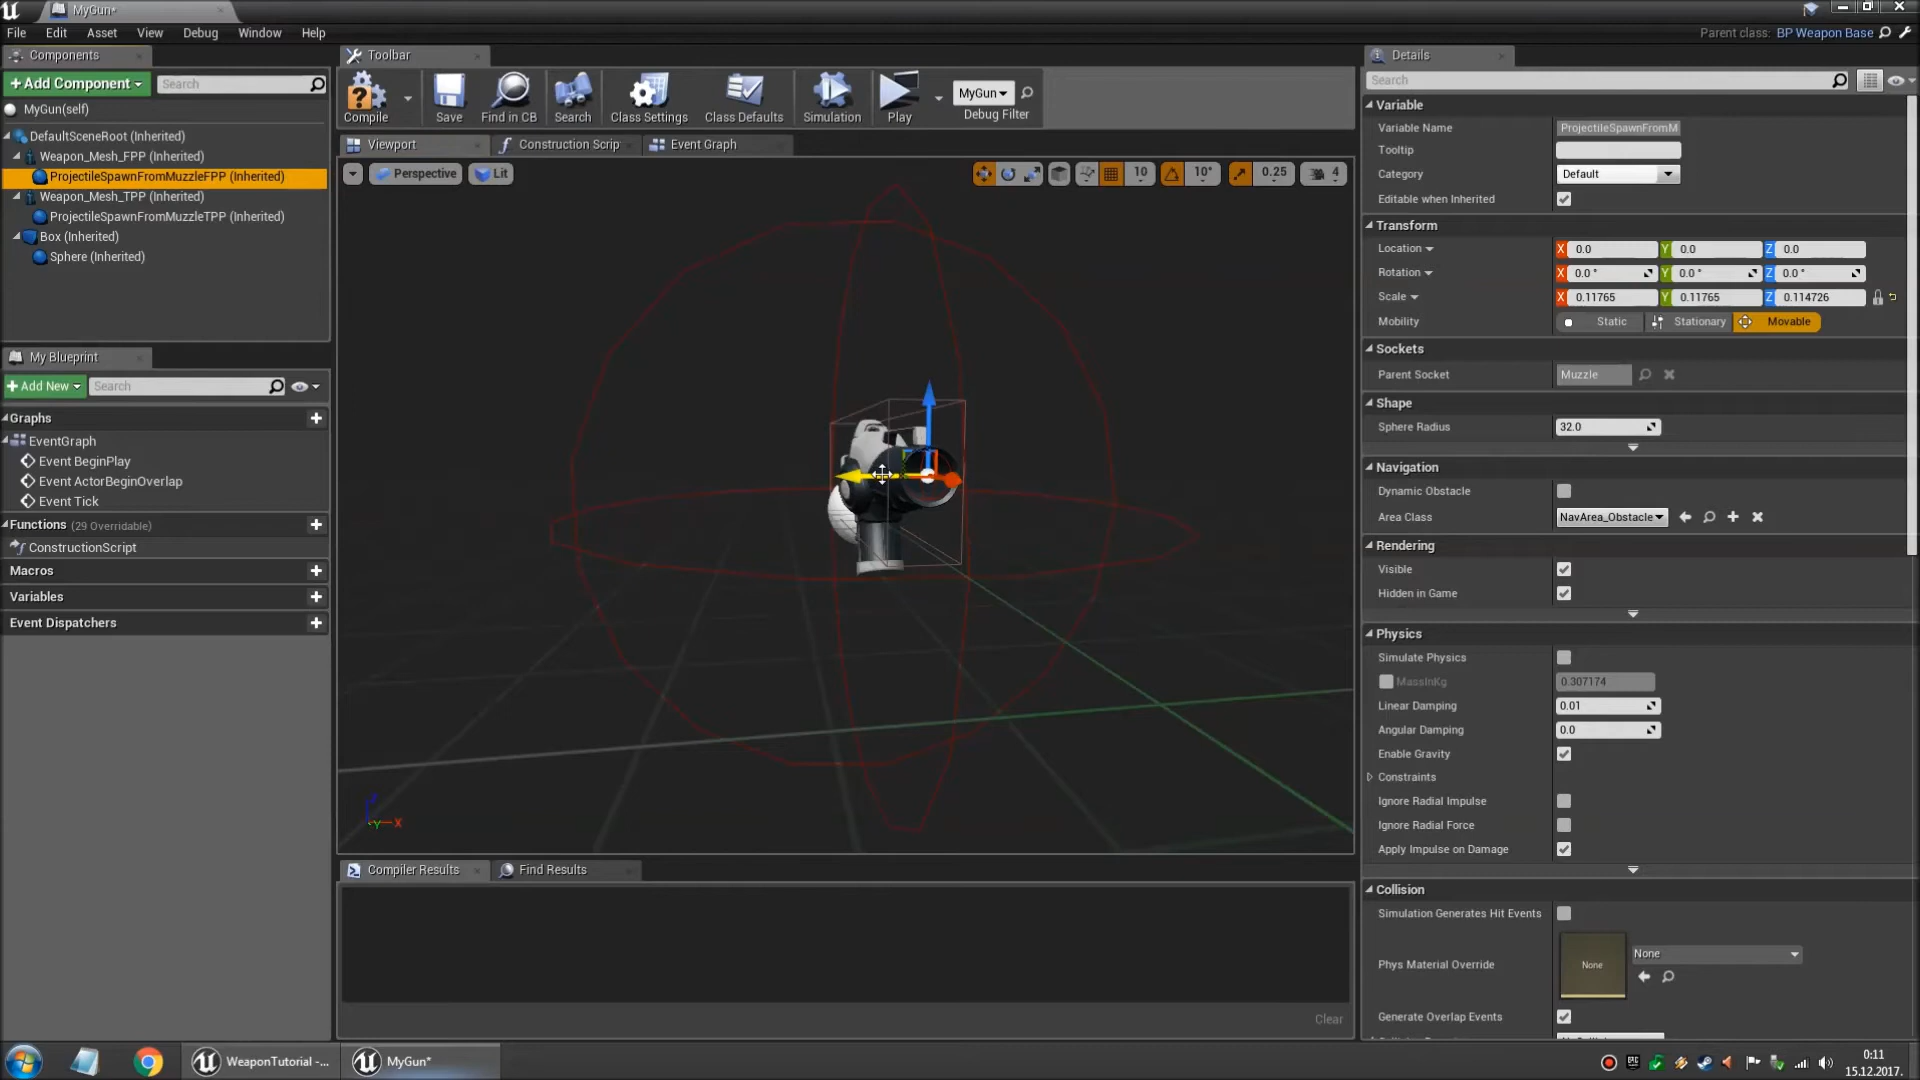 MyGun*
File Edit Asset View Debug Window Help
Parent class: BP Weapon Base
Components
Add Component
Search
MyGun(self)
DefaultSceneRoot (Inherited)
Weapon_Mesh_FPP (Inherited)
ProjectileSpawnFromMuzzleFPP (Inherited)
Weapon_Mesh_TPP (Inherited)
ProjectileSpawnFromMuzzleTPP (Inherited)
Box (Inherited)
Sphere (Inherited)
My Blueprint
Add New
Search
Graphs
EventGraph
Event BeginPlay
Event ActorBeginOverlap
Event Tick
Functions (29 Overridable)
ConstructionScript
Macros
Variables
Event Dispatchers
Toolbar
Compile Save Find in CB Search Class Settings Class Defaults Simulation Play
MyGun
Debug Filter
Viewport Construction Scrip Event Graph
Perspective Lit 10 10° 0.25 4
Z
Y X
Compiler Results Find Results
Clear
Details
Search
Variable
Variable Name ProjectileSpawnFromM
Tooltip
Category Default
Editable when Inherited
Transform
Location X 0.0 Y 0.0 Z 0.0
Rotation X 0.0 ° Y 0.0 ° Z 0.0 °
Scale X 0.11765 Y 0.11765 Z 0.114726
Mobility Static Stationary Movable
Sockets
Parent Socket Muzzle
Shape
Sphere Radius 32.0
Navigation
Dynamic Obstacle
Area Class NavArea_Obstacle
Rendering
Visible
Hidden in Game
Physics
Simulate Physics
MassInKg 0.307174
Linear Damping 0.01
Angular Damping 0.0
Enable Gravity
Constraints
Ignore Radial Impulse
Ignore Radial Force
Apply Impulse on Damage
Collision
Simulation Generates Hit Events
Phys Material Override None None
Generate Overlap Events
WeaponTutorial -...
MyGun*
0:11
15.12.2017.